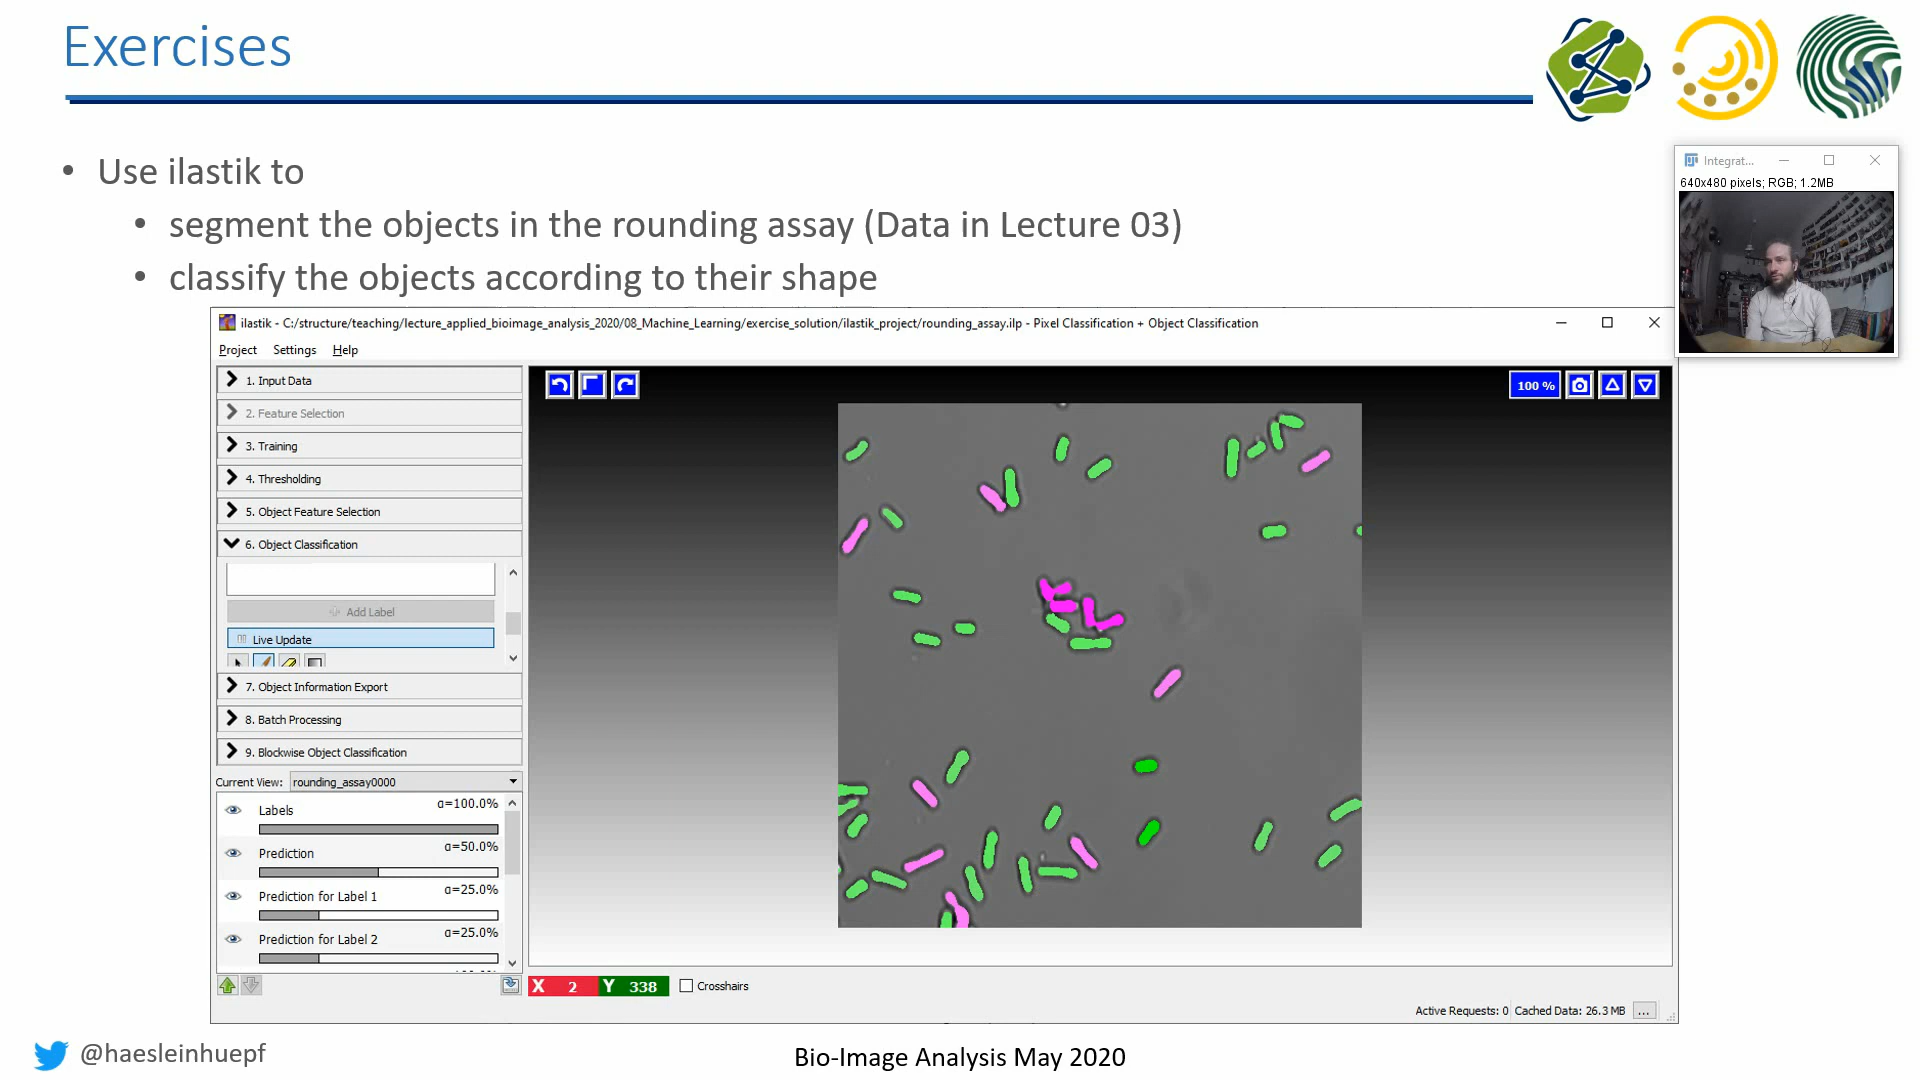 Exercises
• Use ilastik to
• segment the objects in the rounding assay (Data in Lecture 03)
• classify the objects according to their shape
Integrat...
640x480 pixels; RGB; 1.2MB
ilastik - C:/structure/teaching/lecture_applied_bioimage_analysis_2020/08_Machine_Learning/exercise_solution/ilastik_project/rounding_assay.ilp - Pixel Classification + Object Classification
Project Settings Help
1. Input Data
2. Feature Selection
3. Training
4. Thresholding
5. Object Feature Selection
6. Object Classification
Add Label
Live Update
7. Object Information Export
8. Batch Processing
9. Blockwise Object Classification
Current View: rounding_assay0000
Labels α=100.0%
Prediction α=50.0%
Prediction for Label 1 α=25.0%
Prediction for Label 2 α=25.0%
100 %
X 2 Y 338 Crosshairs
Active Requests: 0 Cached Data: 26.3 MB ...
@haesleinhuepf
Bio-Image Analysis May 2020